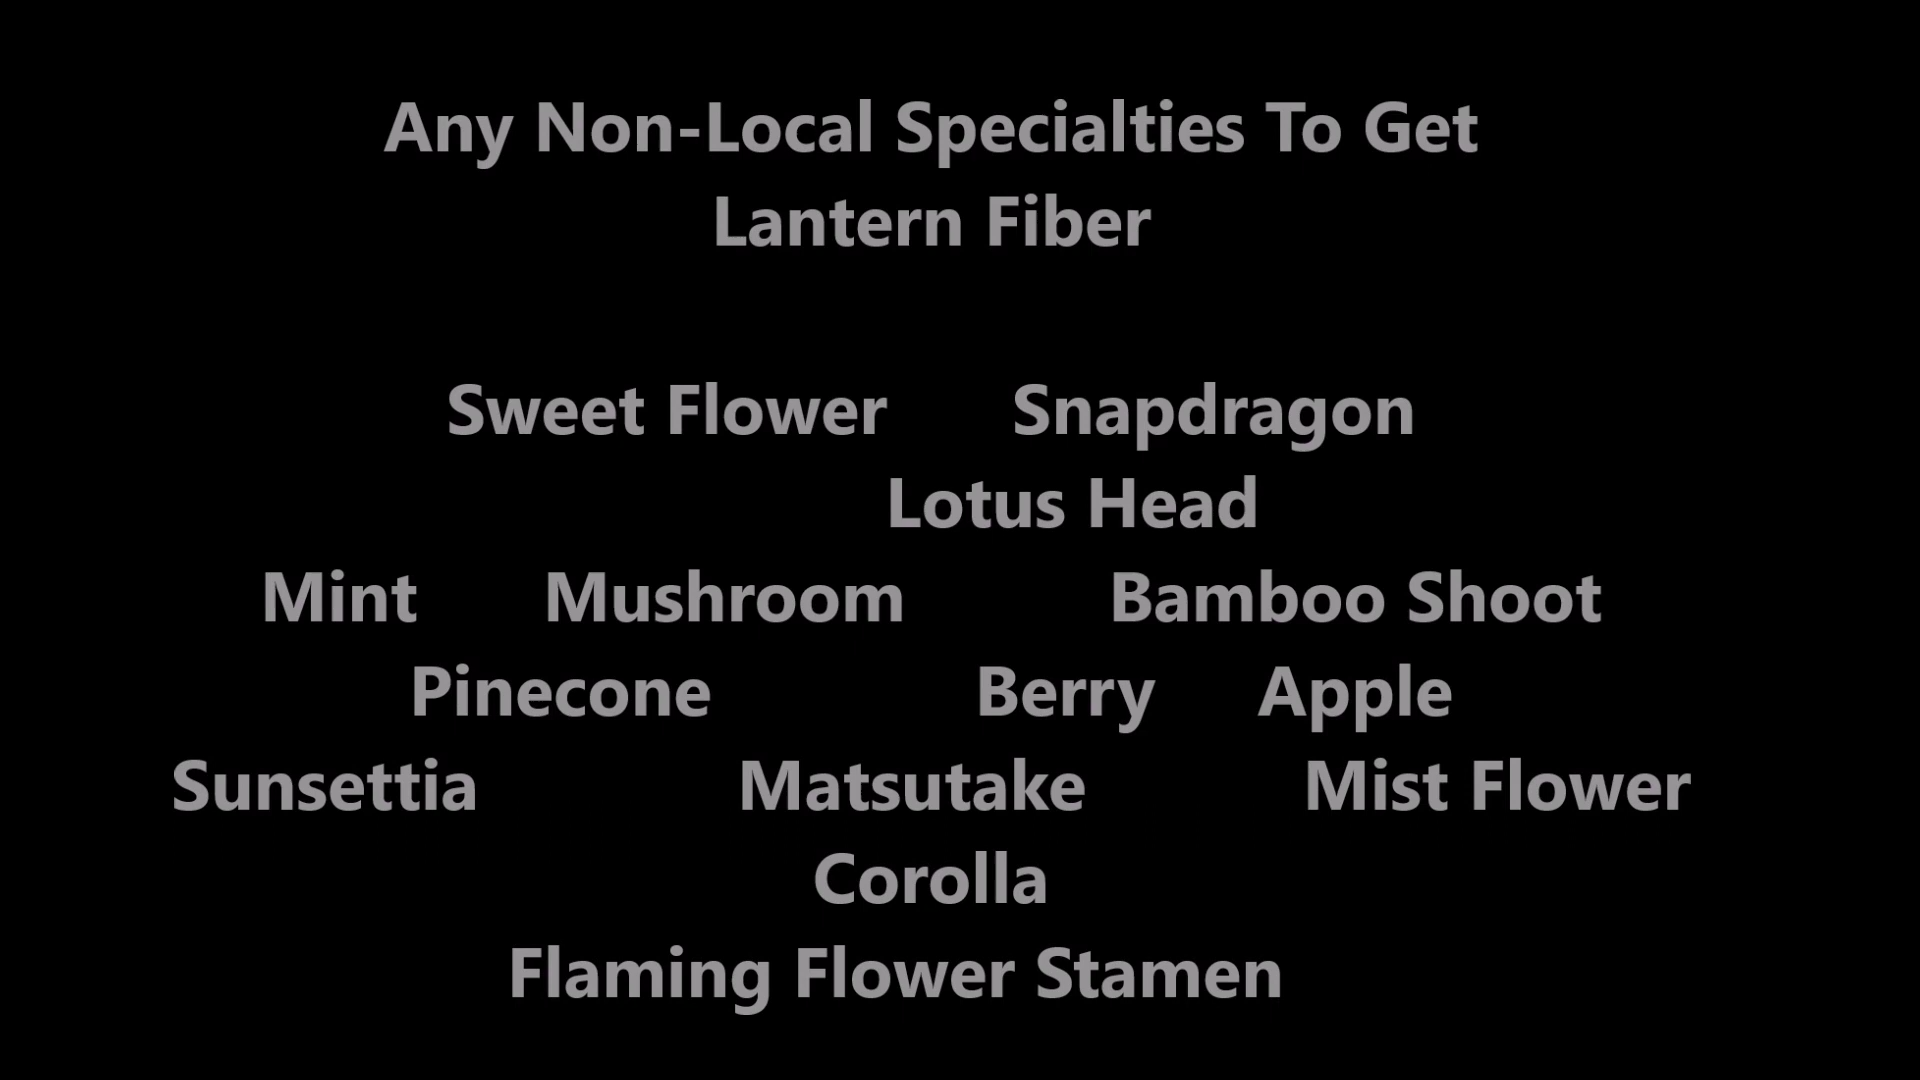 Any Non-Local Specialties To Get
Lantern Fiber
Sweet Flower Snapdragon
Lotus Head
Mint Mushroom Bamboo Shoot
Pinecone Berry Apple
Sunsettia Matsutake Mist Flower
Corolla
Flaming Flower Stamen